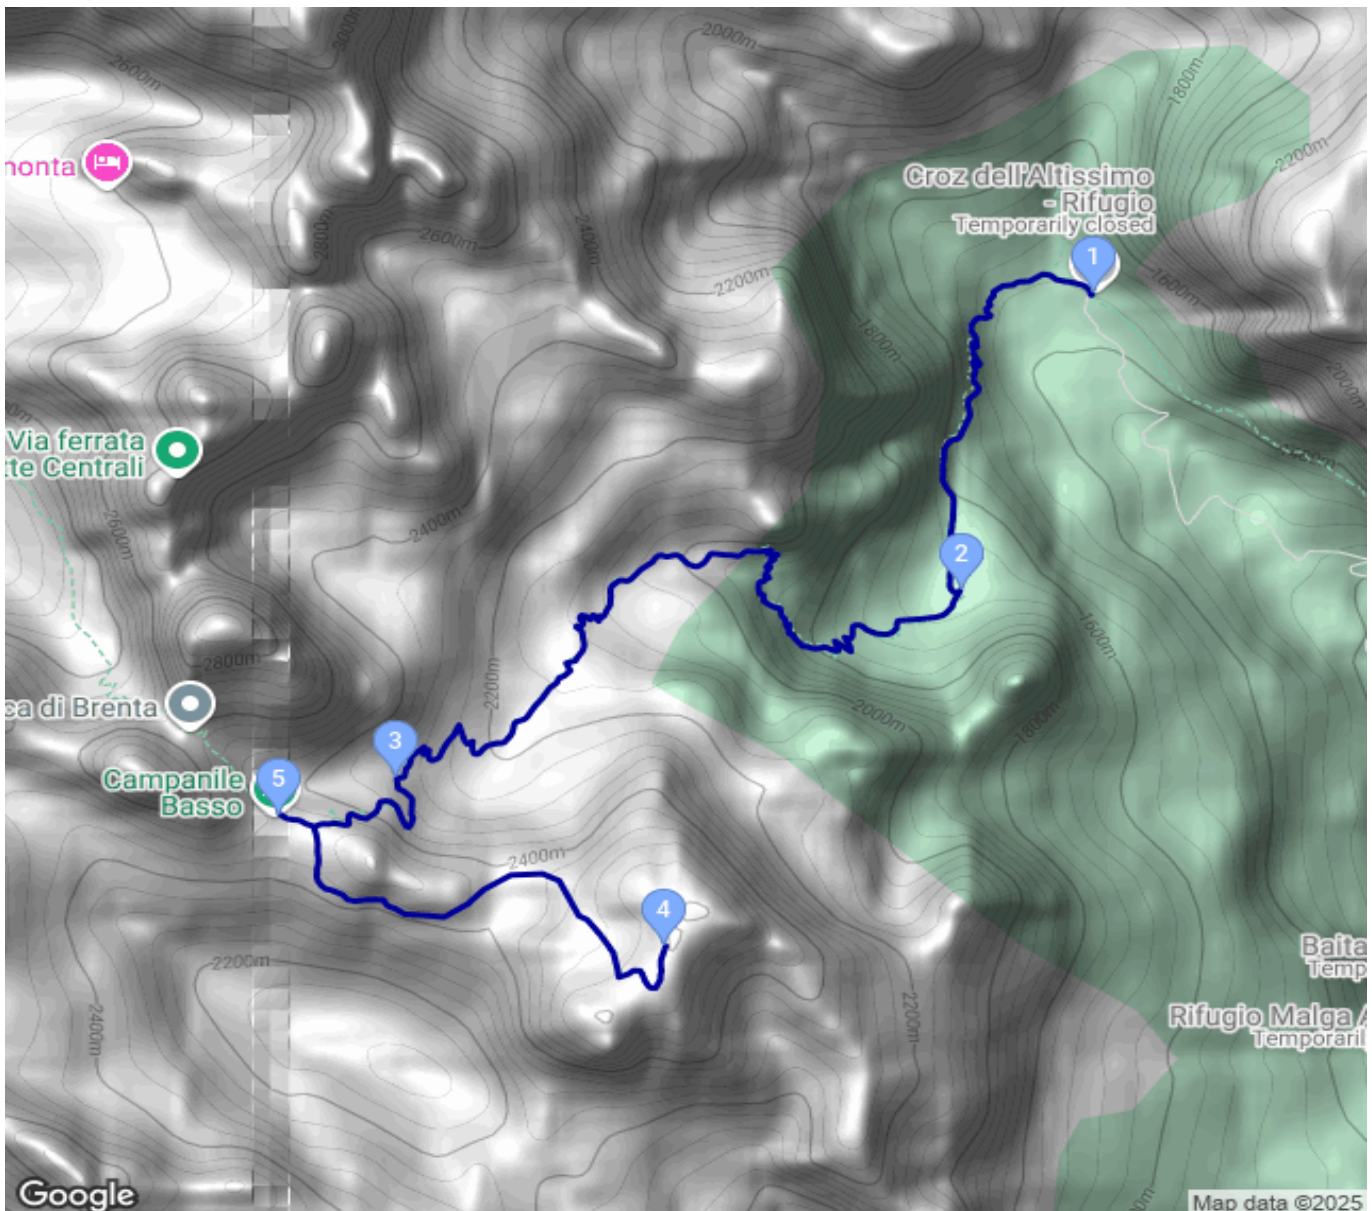 2000m
2600m
3000m
1800m
2200m
nonta
Croz dell'Altissimo
- Rifugio
Temporarily closed
1
2800m
2600m
2400m
2200m
1600m
1800m
2000m
Via ferrata
tte Centrali
2400m
2600m
2
1600m
2800m
2200m
ca di Brenta
2000m
1800m
3
Campanile
Basso
5
2400m
4
2200m
2400m
2200m
Baita
Temp
Rifugio Malga A
Temporaril
Google
Map data ©2025